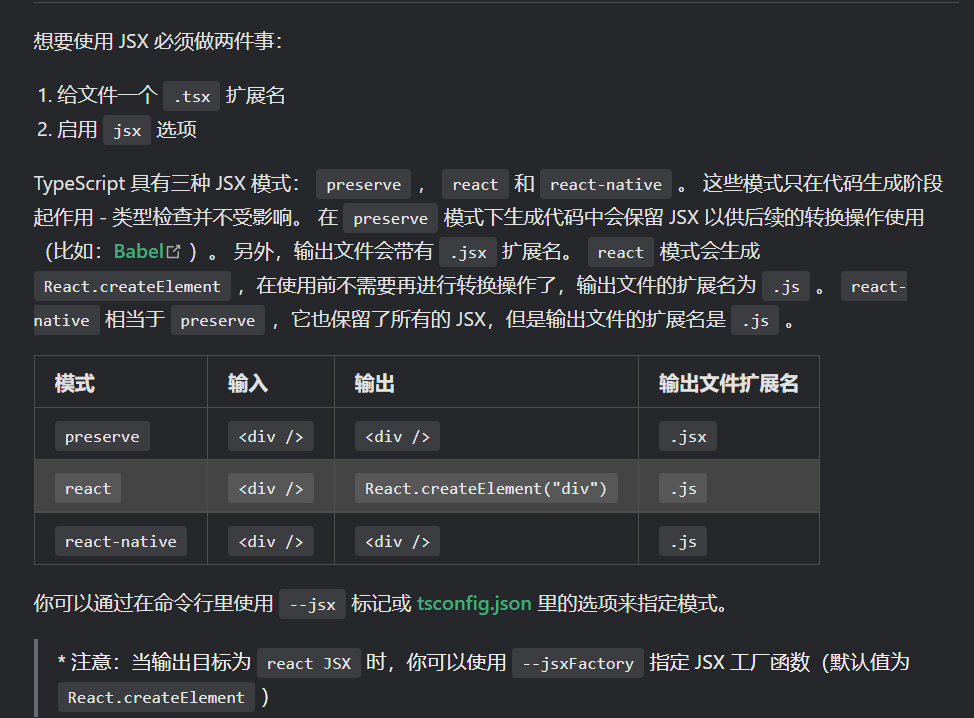 想要使用 JSX 必须做两件事：
1. 给文件一个 .tsx 扩展名
2. 启用 jsx 选项
TypeScript 具有三种 JSX 模式： preserve ， react 和 react-native 。 这些模式只在代码生成阶段
起作用 - 类型检查并不受影响。 在 preserve 模式下生成代码中会保留 JSX 以供后续的转换操作使用
（比如：Babel ）。 另外，输出文件会带有 .jsx 扩展名。 react 模式会生成
React.createElement ，在使用前不需要再进行转换操作了，输出文件的扩展名为 .js 。 react-
native 相当于 preserve ，它也保留了所有的 JSX，但是输出文件的扩展名是 .js 。
模式 输入 输出 输出文件扩展名
preserve <div /> <div /> .jsx
react <div /> React.createElement("div") .js
react-native <div /> <div /> .js
你可以通过在命令行里使用 --jsx 标记或 tsconfig.json 里的选项来指定模式。
* 注意：当输出目标为 react JSX 时，你可以使用 --jsxFactory 指定 JSX 工厂函数（默认值为
React.createElement ）